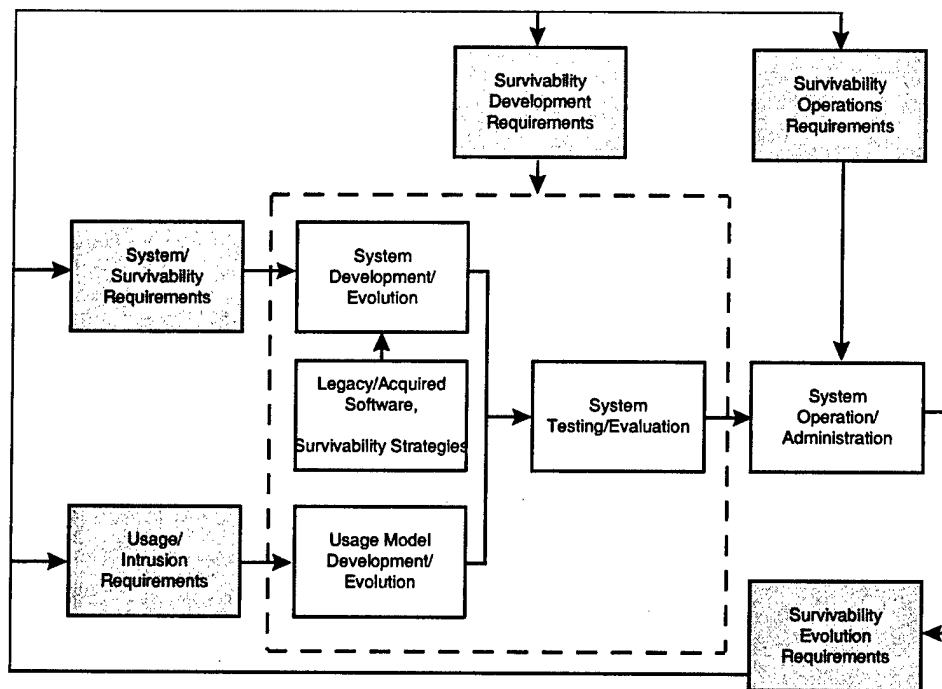 Survivability
Development
Requirements
Survivability
Operations
Requirements
System/
Survivability
Requirements
System
Development/
Evolution
Legacy/Acquired
Software,
Survivability Strategies
System
Testing/Evaluation
System
Operation/
Administration
Usage/
Intrusion
Requirements
Usage Model
Development/
Evolution
Survivability
Evolution
Requirements